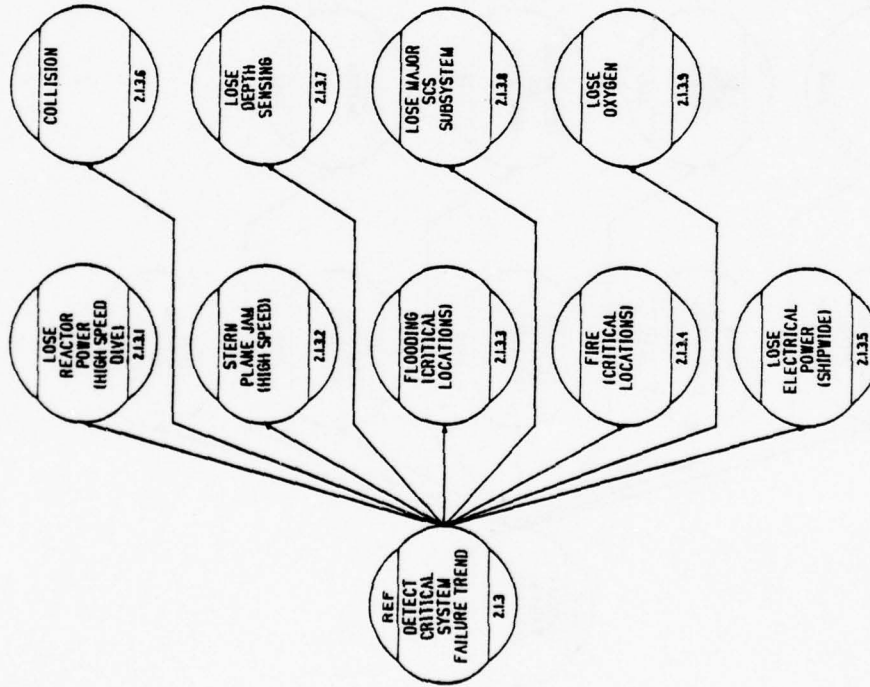 REF
DETECT
CRITICAL
SYSTEM
FAILURE TREND
2.1.3
LOSE
REACTOR
POWER
(HIGH SPEED
DIVE)
2.1.3.1
STERN
PLANE JAM
(HIGH SPEED)
2.1.3.2
FLOODING
(CRITICAL
LOCATIONS)
2.1.3.3
FIRE
(CRITICAL
LOCATIONS)
2.1.3.4
LOSE
ELECTRICAL
POWER
(SHIPWIDE)
2.1.3.5
COLLISION
2.1.3.6
LOSE
DEPTH
SENSING
2.1.3.7
LOSE MAJOR
SCS
SUBSYSTEM
2.1.3.8
LOSE
OXYGEN
2.1.3.9